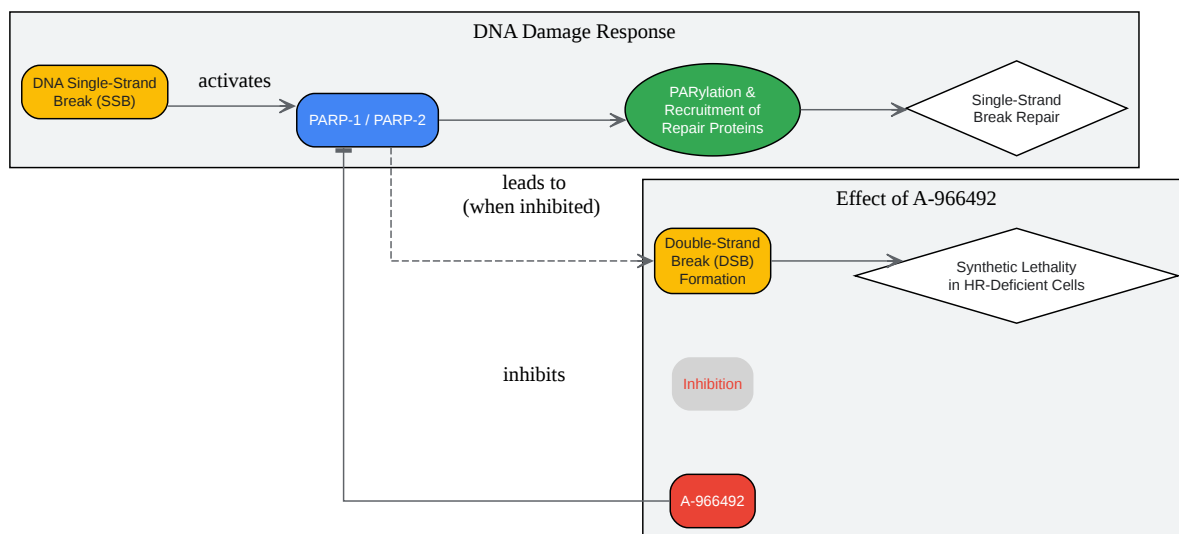 DNA Damage Response
DNA Single-Strand
Break (SSB)
activates
PARP-1 / PARP-2
PARylation &
Recruitment of
Repair Proteins
Single-Strand
Break Repair
leads to
(when inhibited)
Effect of A-966492
Double-Strand
Break (DSB)
Formation
Synthetic Lethality
in HR-Deficient Cells
inhibits
Inhibition
A-966492